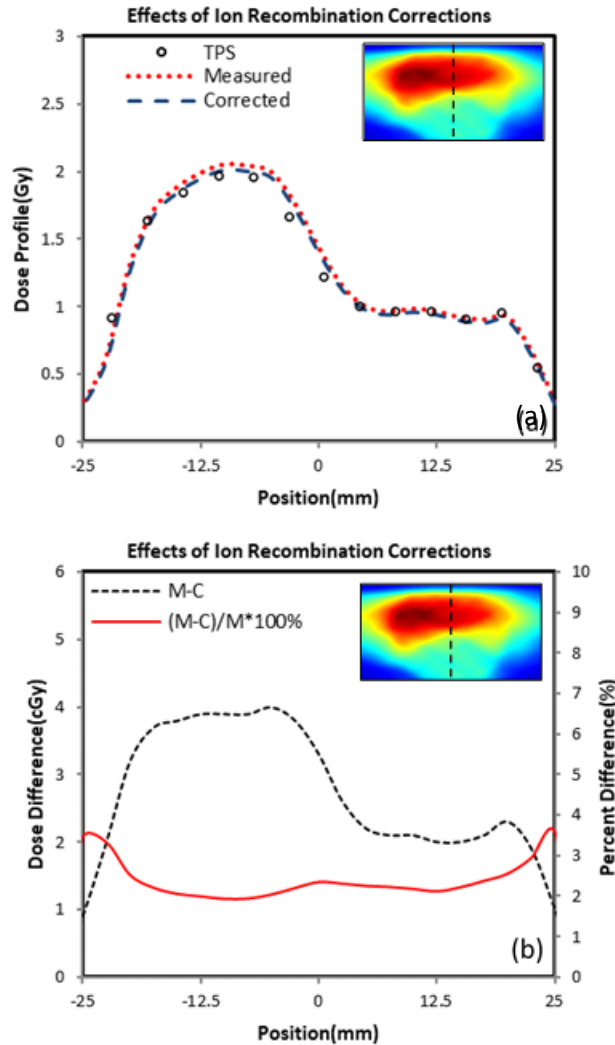 Effects of Ion Recombination Corrections
3
2.5
2
1.5
1
0.5
0
Dose Profile(Gy)
TPS
Measured
Corrected
(a)
(a)
-25
-12.5
0
12.5
25
Position(mm)
Effects of Ion Recombination Corrections
6
5
4
3
2
1
0
Dose Difference(cGy)
M-C
(M-C)/M*100%
10
9
8
7
6
5
4
3
2
1
0
Percent Difference(%)
(b)
-25
-12.5
0
12.5
25
Position(mm)